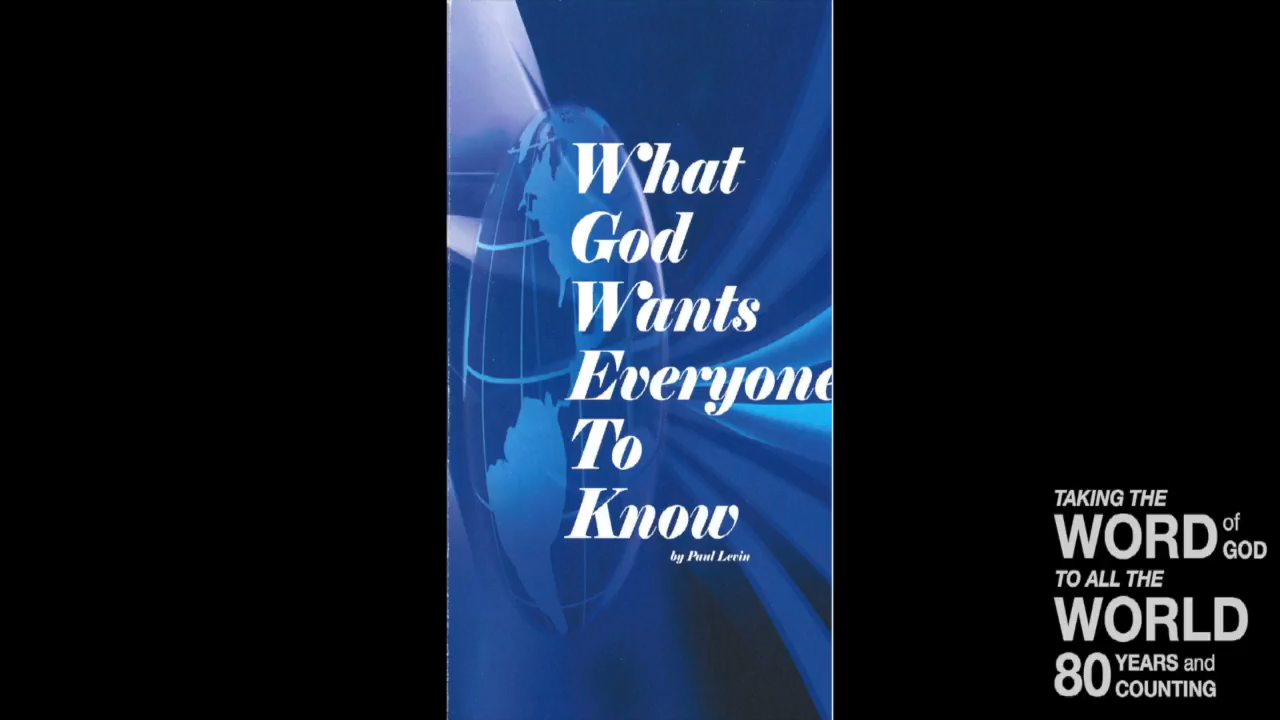 What
God
Wants
Everyone
To
Knoww
by Paul Levin
TAKING THE
WORD of GOD
TO ALL THE
WORLD
80 YEARS and
COUNTING